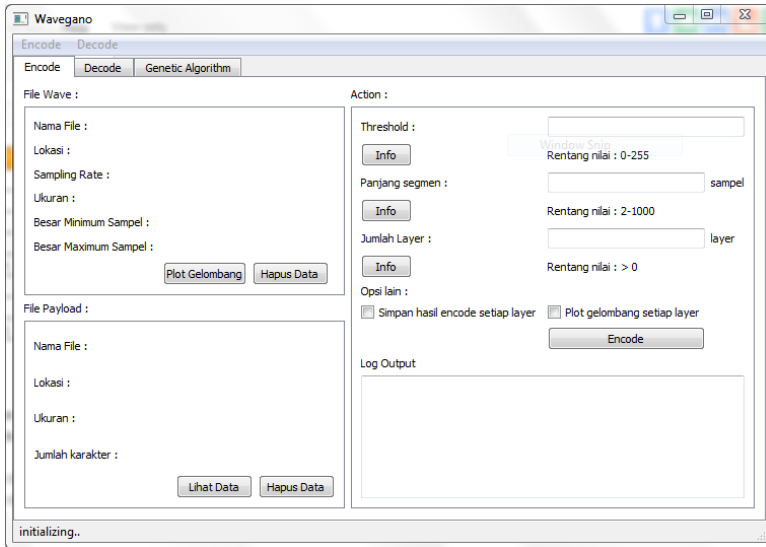 Wavegano
Encode Decode
Encode Decode Genetic Algorithm
File Wave :
Nama File :
Lokasi :
Sampling Rate :
Ukuran :
Besar Minimum Sampel :
Besar Maximum Sampel :
Plot Gelombang Hapus Data
File Payload :
Nama File :
Lokasi :
Ukuran :
Jumlah karakter :
Lihat Data Hapus Data
Action :
Threshold :
Window Snip
Info Rentang nilai : 0-255
Panjang segmen : sampel
Info Rentang nilai : 2-1000
Jumlah Layer : layer
Info Rentang nilai : > 0
Opsi lain :
Simpan hasil encode setiap layer Plot gelombang setiap layer
Encode
Log Output
initializing..